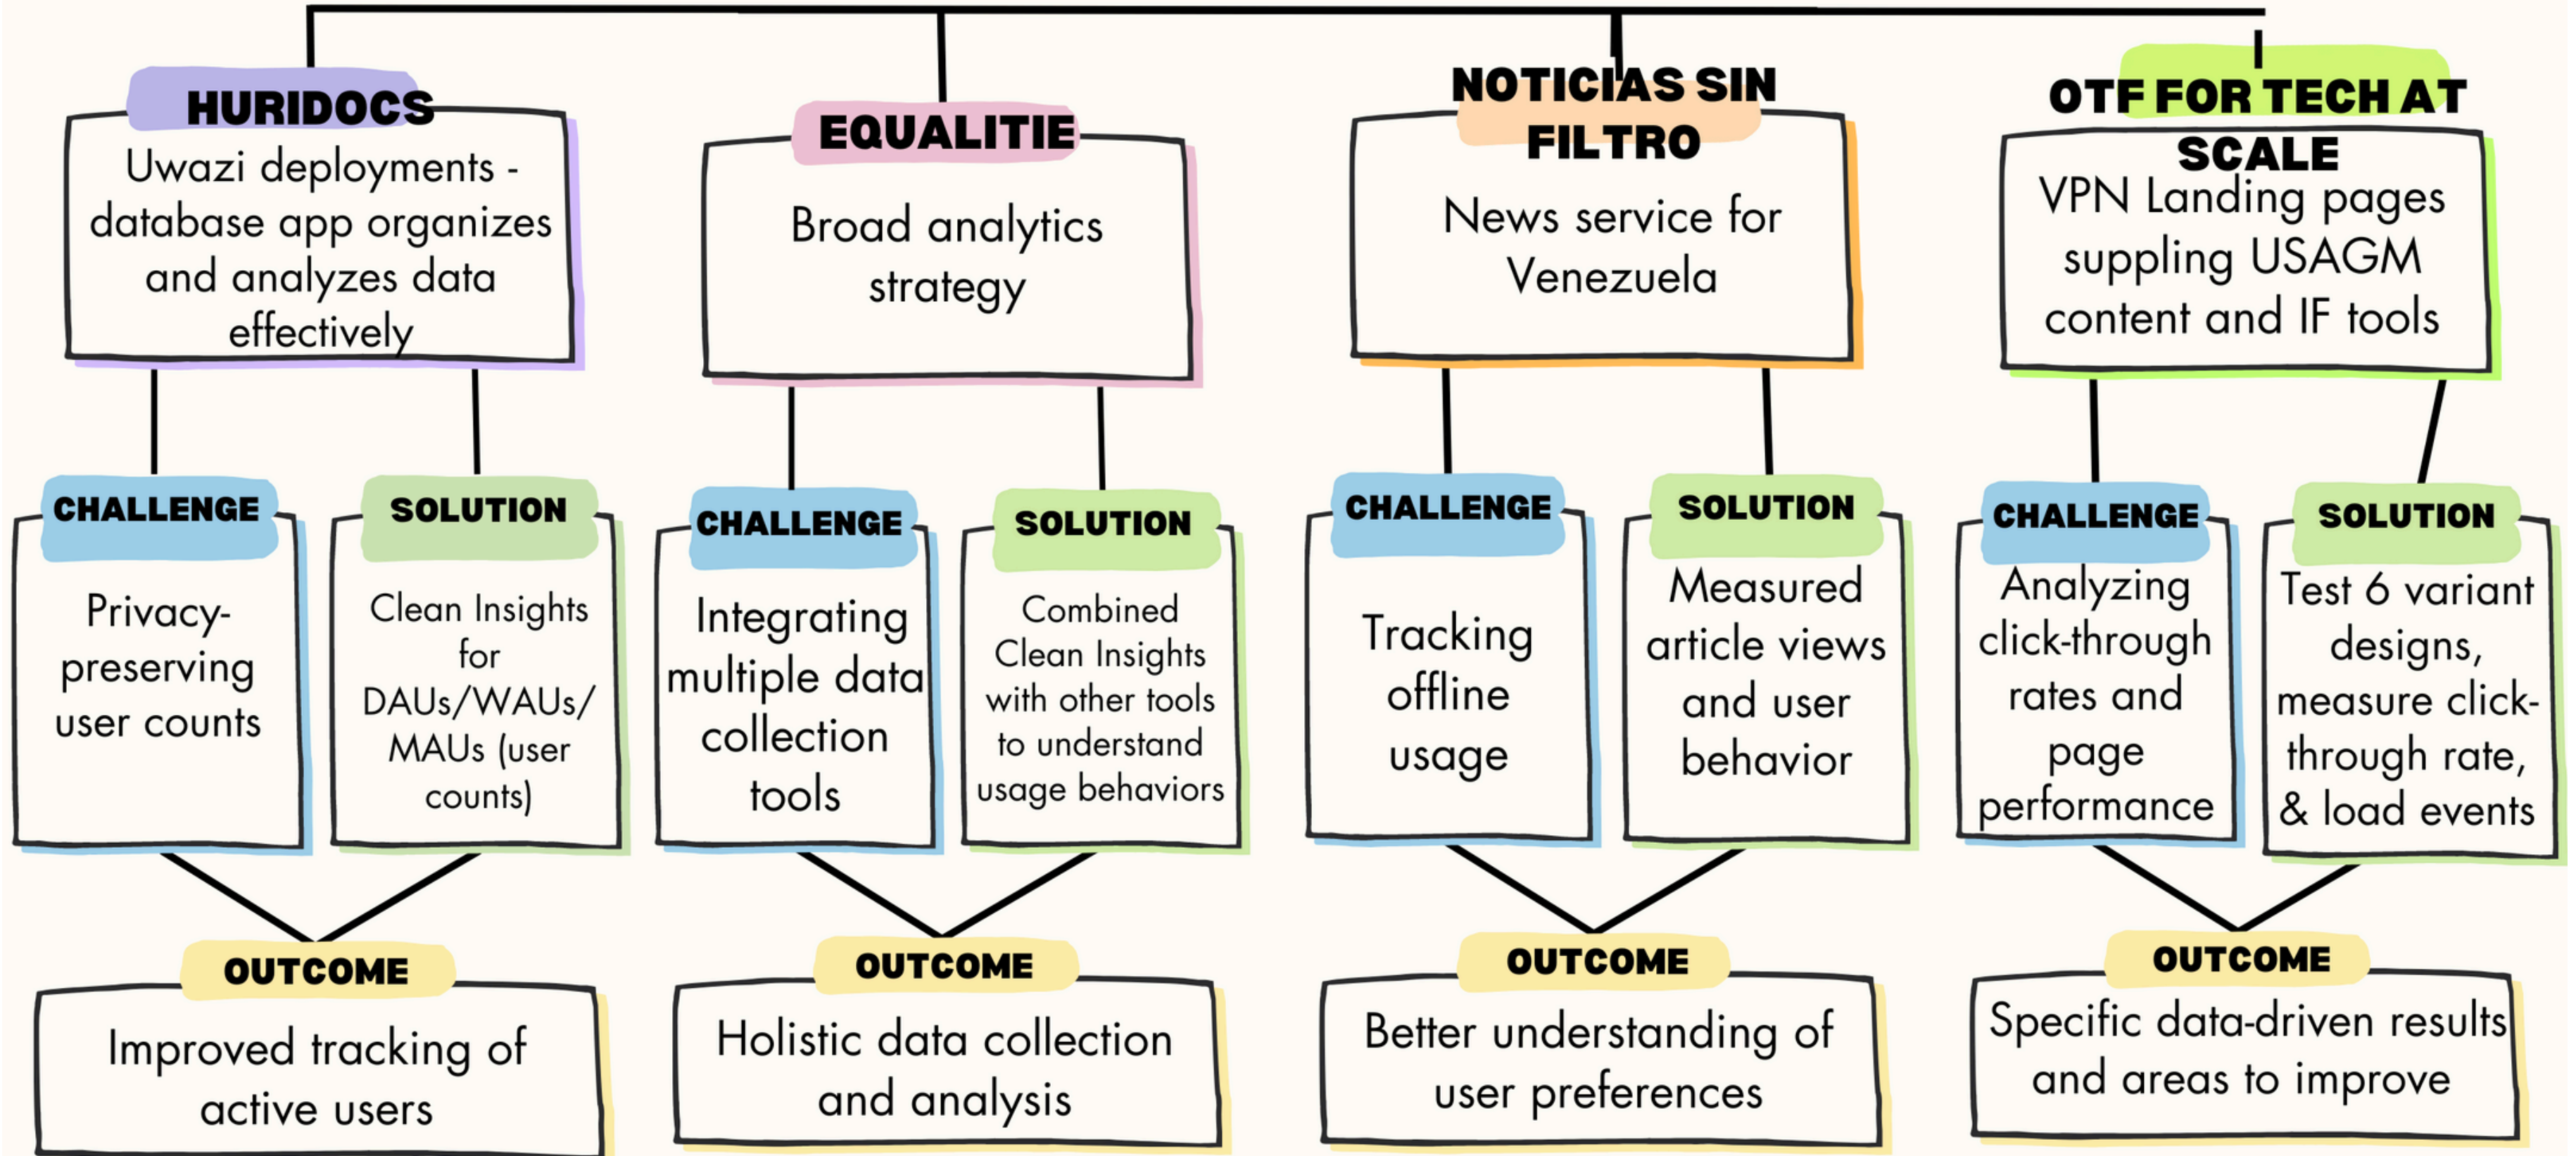 HURIDOCS
Uwazi deployments -
database app organizes
and analyzes data
effectively
CHALLENGE
Privacy-
preserving
user counts
SOLUTION
Clean Insights
for
DAUs/WAUs/
MAUs (user
counts)
OUTCOME
Improved tracking of
active users
EQUALITIE
Broad analytics
strategy
CHALLENGE
Integrating
multiple data
collection
tools
SOLUTION
Combined
Clean Insights
with other tools
to understand
usage behaviors
OUTCOME
Holistic data collection
and analysis
NOTICIAS SIN
FILTRO
News service for
Venezuela
CHALLENGE
Tracking
offline
usage
SOLUTION
Measured
article views
and user
behavior
OUTCOME
Better understanding of
user preferences
OTF FOR TECH AT
SCALE
VPN Landing pages
suppling USAGM
content and IF tools
CHALLENGE
Analyzing
click-through
rates and
page
performance
SOLUTION
Test 6 variant
designs,
measure click-
through rate,
& load events
OUTCOME
Specific data-driven results
and areas to improve